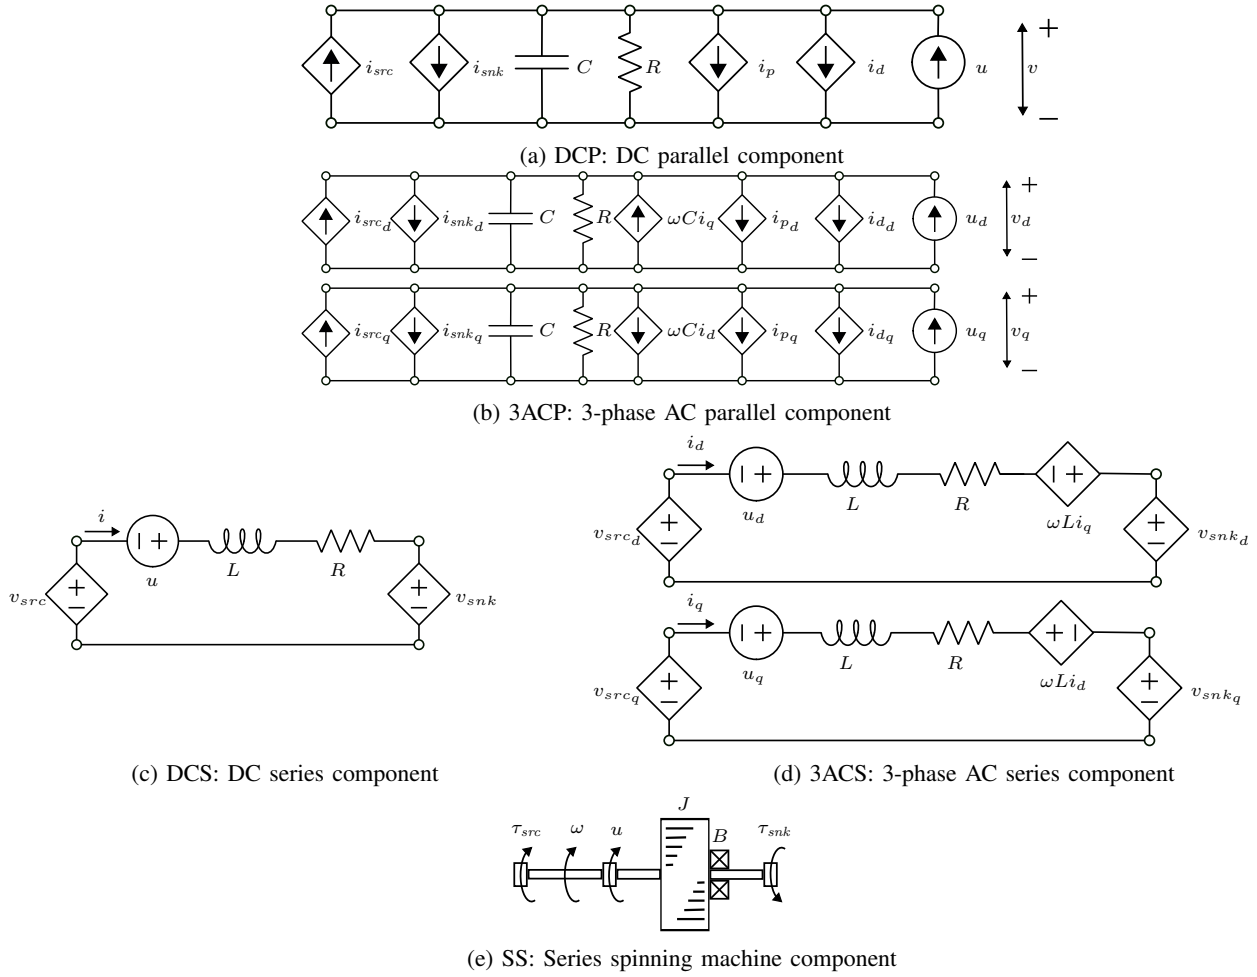 i_src i_snk C R i_p i_d u v + −
(a) DCP: DC parallel component
i_src_d i_snk_d C R ωCi_q i_p_d i_d_d u_d v_d + −
i_src_q i_snk_q C R ωCi_d i_p_q i_d_q u_q v_q + −
(b) 3ACP: 3-phase AC parallel component
i u L R v_src v_snk + − + −
(c) DCS: DC series component
i_d u_d L R ωLi_q v_src_d v_snk_d + − + −
i_q u_q L R ωLi_d v_src_q v_snk_q + − + −
(d) 3ACS: 3-phase AC series component
τ_src ω u J B τ_snk
(e) SS: Series spinning machine component